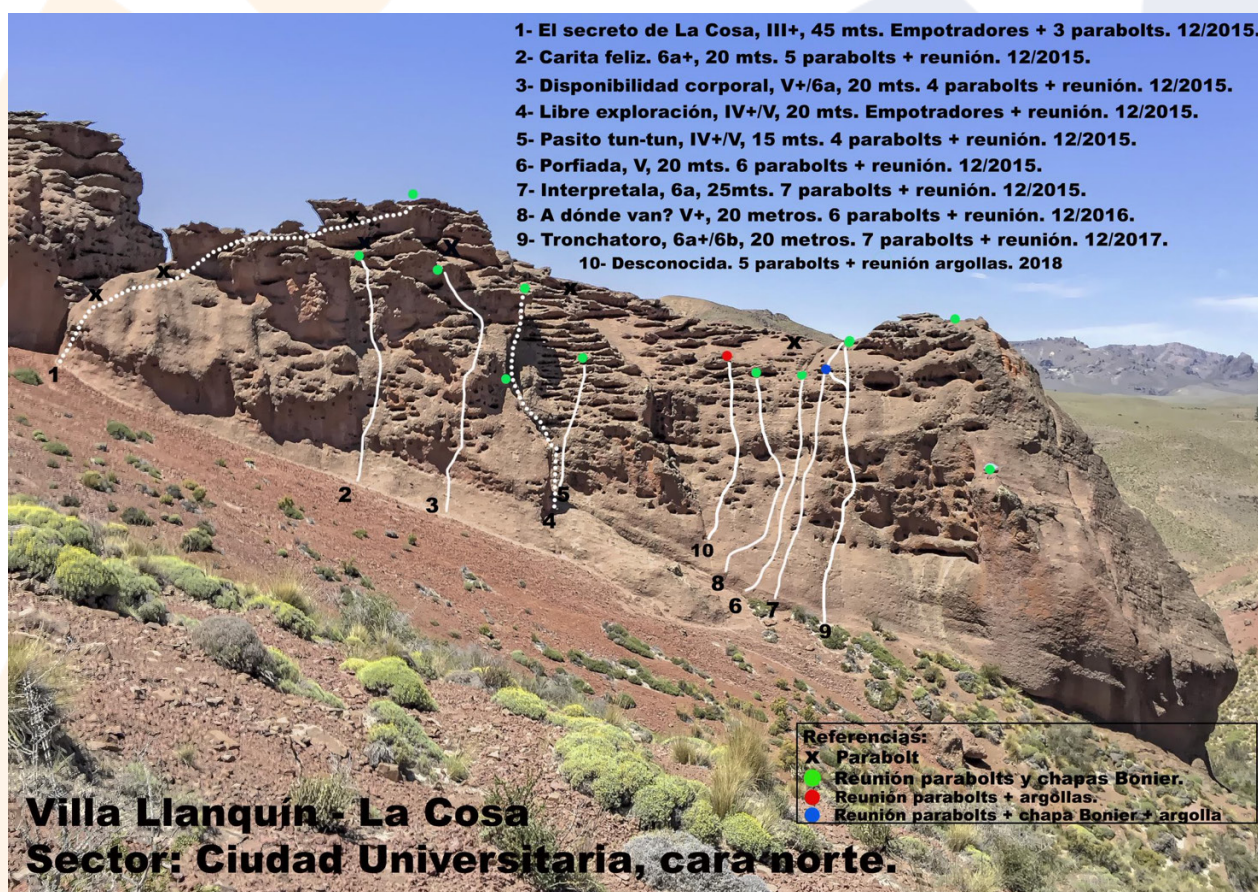 1- El secreto de La Cosa, III+, 45 mts. Empotradores + 3 parabolts. 12/2015.
2- Carita feliz. 6a+, 20 mts. 5 parabolts + reunión. 12/2015.
3- Disponibilidad corporal, V+/6a, 20 mts. 4 parabolts + reunión. 12/2015.
4- Libre exploración, IV+/V, 20 mts. Empotradores + reunión. 12/2015.
5- Pasito tun-tun, IV+/V, 15 mts. 4 parabolts + reunión. 12/2015.
6- Porfiada, V, 20 mts. 6 parabolts + reunión. 12/2015.
7- Interpretala, 6a, 25mts. 7 parabolts + reunión. 12/2015.
8- A dónde van? V+, 20 metros. 6 parabolts + reunión. 12/2016.
9- Tronchatoro, 6a+/6b, 20 metros. 7 parabolts + reunión. 12/2017.
10- Desconocida. 5 parabolts + reunión argollas. 2018
x
x
x
x
x
x
x
1
2
3
5
4
10
8
6
7
9
Referencias:
x Parabolt
Reunión parabolts y chapas Bonier.
Reunión parabolts + argollas.
Reunión parabolts + chapa Bonier + argolla
Villa Llanquín - La Cosa
Sector: Ciudad Universitaria, cara norte.